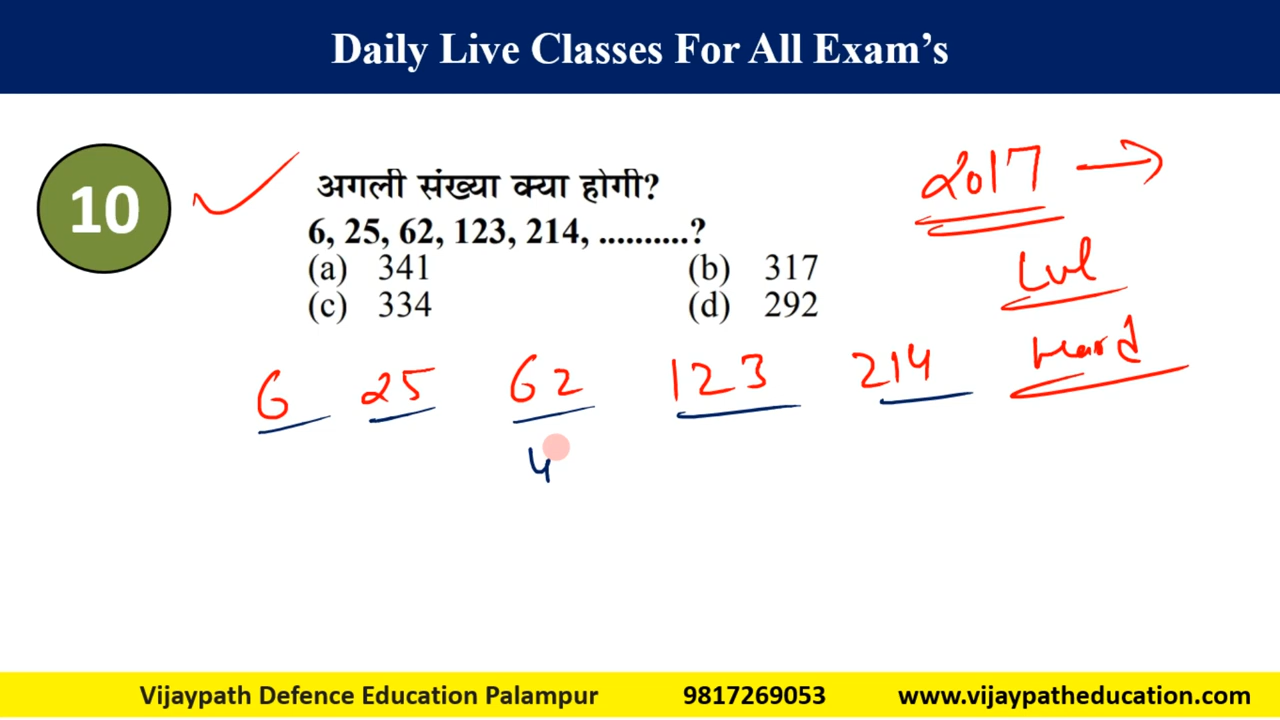 Daily Live Classes For All Exam's
10
अगली संख्या क्या होगी?
6, 25, 62, 123, 214, ..........?
(a) 341 (b) 317
(c) 334 (d) 292
2017 →
Lvl
Hard
6 25 62 123 214
4
Vijaypath Defence Education Palampur 9817269053 www.vijaypatheducation.com